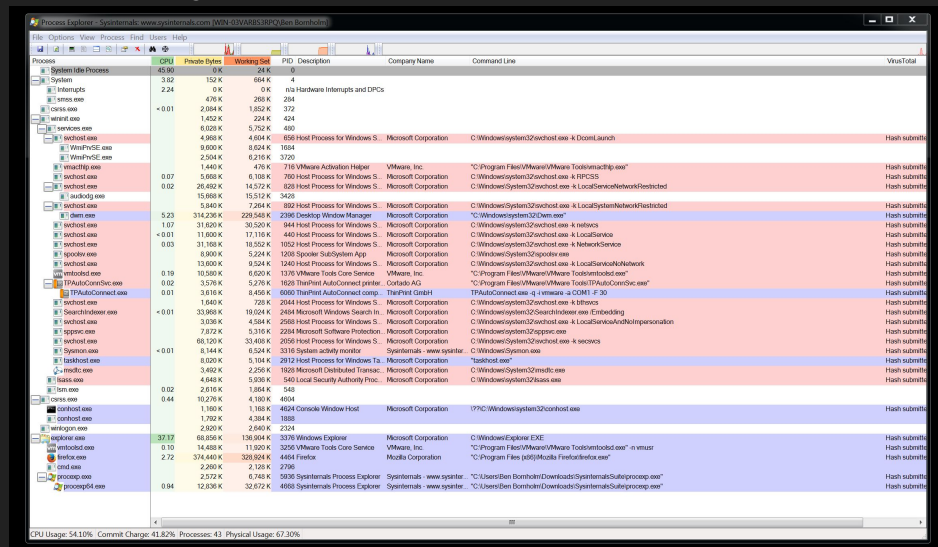 Process Explorer - Sysinternals: www.sysinternals.com [WIN-03VARB53RPQ\Ben Bornholm]
File Options View Process Find Users Help
Process CPU Private Bytes Working Set PID Description Company Name Command Line VirusTotal
System Idle Process 45.90 0 K 24 K 0
System 3.82 152 K 664 K 4
Interrupts 2.24 0 K 0 K n/a Hardware Interrupts and DPCs
smss.exe 476 K 268 K 284
csrss.exe < 0.01 2,084 K 1,852 K 372
wininit.exe 1,452 K 224 K 424
services.exe 6,028 K 5,752 K 480
svchost.exe 4,968 K 4,604 K 656 Host Process for Windows S... Microsoft Corporation C:\Windows\system32\svchost.exe -k DcomLaunch Hash submitte
WmiPrvSE.exe 9,600 K 8,624 K 1684
WmiPrvSE.exe 2,504 K 6,216 K 3720
vmacthlp.exe 1,440 K 476 K 716 VMware Activation Helper VMware, Inc. "C:\Program Files\VMware\VMware Tools\vmacthlp.exe" Hash submitte
svchost.exe 0.07 5,668 K 6,108 K 760 Host Process for Windows S... Microsoft Corporation C:\Windows\system32\svchost.exe -k RPCSS Hash submitte
svchost.exe 0.02 26,492 K 14,572 K 828 Host Process for Windows S... Microsoft Corporation C:\Windows\System32\svchost.exe -k LocalServiceNetworkRestricted Hash submitte
audiodg.exe 15,668 K 15,512 K 3428
svchost.exe 5,840 K 7,264 K 892 Host Process for Windows S... Microsoft Corporation C:\Windows\System32\svchost.exe -k LocalSystemNetworkRestricted Hash submitte
dwm.exe 5.23 314,236 K 229,548 K 2396 Desktop Window Manager Microsoft Corporation "C:\Windows\system32\Dwm.exe" Hash submitte
svchost.exe 1.07 31,620 K 30,520 K 944 Host Process for Windows S... Microsoft Corporation C:\Windows\system32\svchost.exe -k netsvcs Hash submitte
svchost.exe < 0.01 11,600 K 17,116 K 440 Host Process for Windows S... Microsoft Corporation C:\Windows\system32\svchost.exe -k LocalService Hash submitte
svchost.exe 0.03 31,168 K 18,552 K 1052 Host Process for Windows S... Microsoft Corporation C:\Windows\system32\svchost.exe -k NetworkService Hash submitte
spoolsv.exe 8,900 K 5,224 K 1208 Spooler SubSystem App Microsoft Corporation C:\Windows\System32\spoolsv.exe Hash submitte
svchost.exe 13,600 K 9,524 K 1240 Host Process for Windows S... Microsoft Corporation C:\Windows\system32\svchost.exe -k LocalServiceNoNetwork Hash submitte
vmtoolsd.exe 0.19 10,580 K 6,620 K 1376 VMware Tools Core Service VMware, Inc. "C:\Program Files\VMware\VMware Tools\vmtoolsd.exe" Hash submitte
TPAutoConnSvc.exe 0.02 3,576 K 5,276 K 1628 ThinPrint AutoConnect printer... Cortado AG "C:\Program Files\VMware\VMware Tools\TPAutoConnSvc.exe" Hash submitte
TPAutoConnect.exe 0.01 3,616 K 8,456 K 6060 ThinPrint AutoConnect comp... ThinPrint GmbH TPAutoConnect.exe -q -i vmware -a COM1 -F 30 Hash submitte
svchost.exe 1,640 K 728 K 2044 Host Process for Windows S... Microsoft Corporation C:\Windows\system32\svchost.exe -k bthsvcs Hash submitte
SearchIndexer.exe < 0.01 33,968 K 19,024 K 2484 Microsoft Windows Search In... Microsoft Corporation C:\Windows\system32\SearchIndexer.exe /Embedding Hash submitte
svchost.exe 3,036 K 4,584 K 2568 Host Process for Windows S... Microsoft Corporation C:\Windows\system32\svchost.exe -k LocalServiceAndNoImpersonation Hash submitte
sppsvc.exe 7,872 K 5,316 K 2284 Microsoft Software Protection... Microsoft Corporation C:\Windows\system32\sppsvc.exe Hash submitte
svchost.exe 68,120 K 33,408 K 2056 Host Process for Windows S... Microsoft Corporation C:\Windows\System32\svchost.exe -k secsvcs Hash submitte
Sysmon.exe < 0.01 8,144 K 6,524 K 3316 System activity monitor Sysinternals - www.sysinter... C:\Windows\Sysmon.exe Hash submitte
taskhost.exe 8,020 K 5,104 K 2912 Host Process for Windows Ta... Microsoft Corporation "taskhost.exe" Hash submitte
msdtc.exe 3,492 K 2,256 K 1928 Microsoft Distributed Transac... Microsoft Corporation C:\Windows\System32\msdtc.exe Hash submitte
lsass.exe 4,648 K 5,936 K 540 Local Security Authority Proc... Microsoft Corporation C:\Windows\system32\lsass.exe Hash submitte
lsm.exe 0.02 2,616 K 1,864 K 548
csrss.exe 0.44 10,276 K 4,180 K 4604
conhost.exe 1,160 K 1,168 K 4624 Console Window Host Microsoft Corporation \??\C:\Windows\system32\conhost.exe Hash submitte
conhost.exe 1,792 K 4,384 K 1888
winlogon.exe 2,920 K 2,640 K 2324
explorer.exe 37.17 68,856 K 136,904 K 3376 Windows Explorer Microsoft Corporation C:\Windows\Explorer.EXE Hash submitte
vmtoolsd.exe 0.10 14,488 K 11,920 K 3256 VMware Tools Core Service VMware, Inc. "C:\Program Files\VMware\VMware Tools\vmtoolsd.exe" -n vmusr Hash submitte
firefox.exe 2.72 374,440 K 328,924 K 4464 Firefox Mozilla Corporation "C:\Program Files (x86)\Mozilla Firefox\firefox.exe" Hash submitte
cmd.exe 2,260 K 2,128 K 2796
procexp.exe 2,572 K 6,748 K 5936 Sysinternals Process Explorer Sysinternals - www.sysinter... "C:\Users\Ben Bornholm\Downloads\SysinternalsSuite\procexp.exe" Hash submitte
procexp64.exe 0.94 12,836 K 32,672 K 4668 Sysinternals Process Explorer Sysinternals - www.sysinter... "C:\Users\Ben Bornholm\Downloads\SysinternalsSuite\procexp.exe" Hash submitte
CPU Usage: 54.10% Commit Charge: 41.82% Processes: 43 Physical Usage: 67.30%